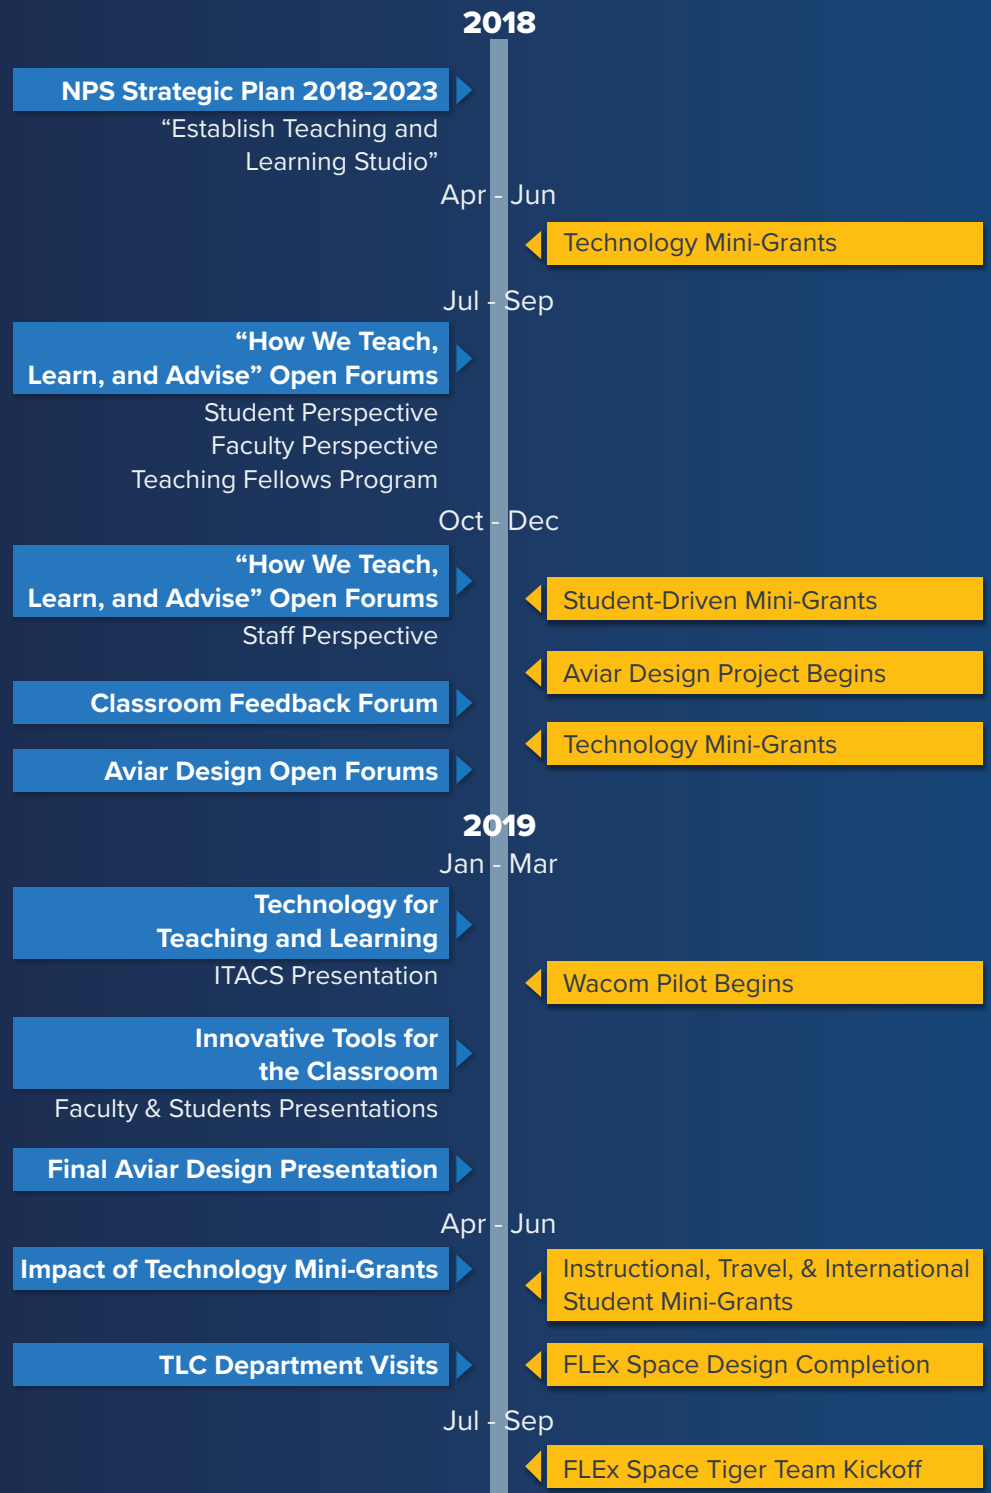 2018
NPS Strategic Plan 2018-2023
“Establish Teaching and
Learning Studio”
Apr - Jun
Technology Mini-Grants
Jul - Sep
“How We Teach,
Learn, and Advise” Open Forums
Student Perspective
Faculty Perspective
Teaching Fellows Program
Oct - Dec
“How We Teach,
Learn, and Advise” Open Forums
Staff Perspective
Student-Driven Mini-Grants
Aviar Design Project Begins
Classroom Feedback Forum
Technology Mini-Grants
Aviar Design Open Forums
2019
Jan - Mar
Technology for
Teaching and Learning
ITACS Presentation
Wacom Pilot Begins
Innovative Tools for
the Classroom
Faculty & Students Presentations
Final Aviar Design Presentation
Apr - Jun
Impact of Technology Mini-Grants
Instructional, Travel, & International
Student Mini-Grants
TLC Department Visits
FLEx Space Design Completion
Jul - Sep
FLEx Space Tiger Team Kickoff